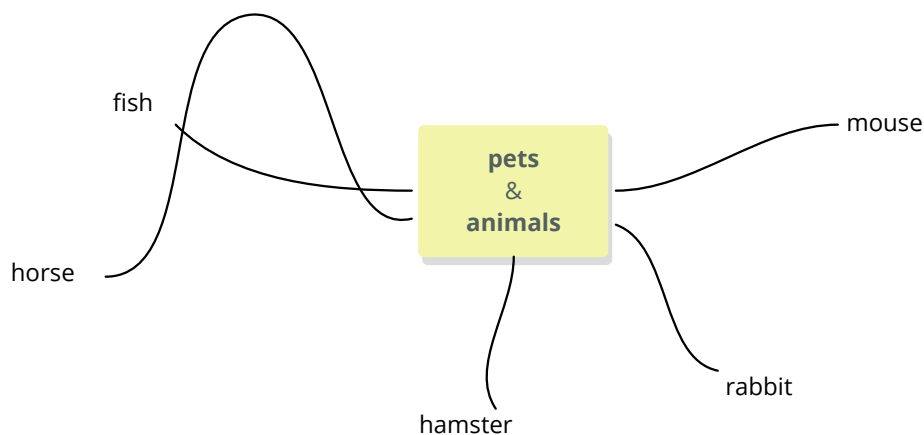 fish
mouse
pets
&
animals
horse
rabbit
hamster